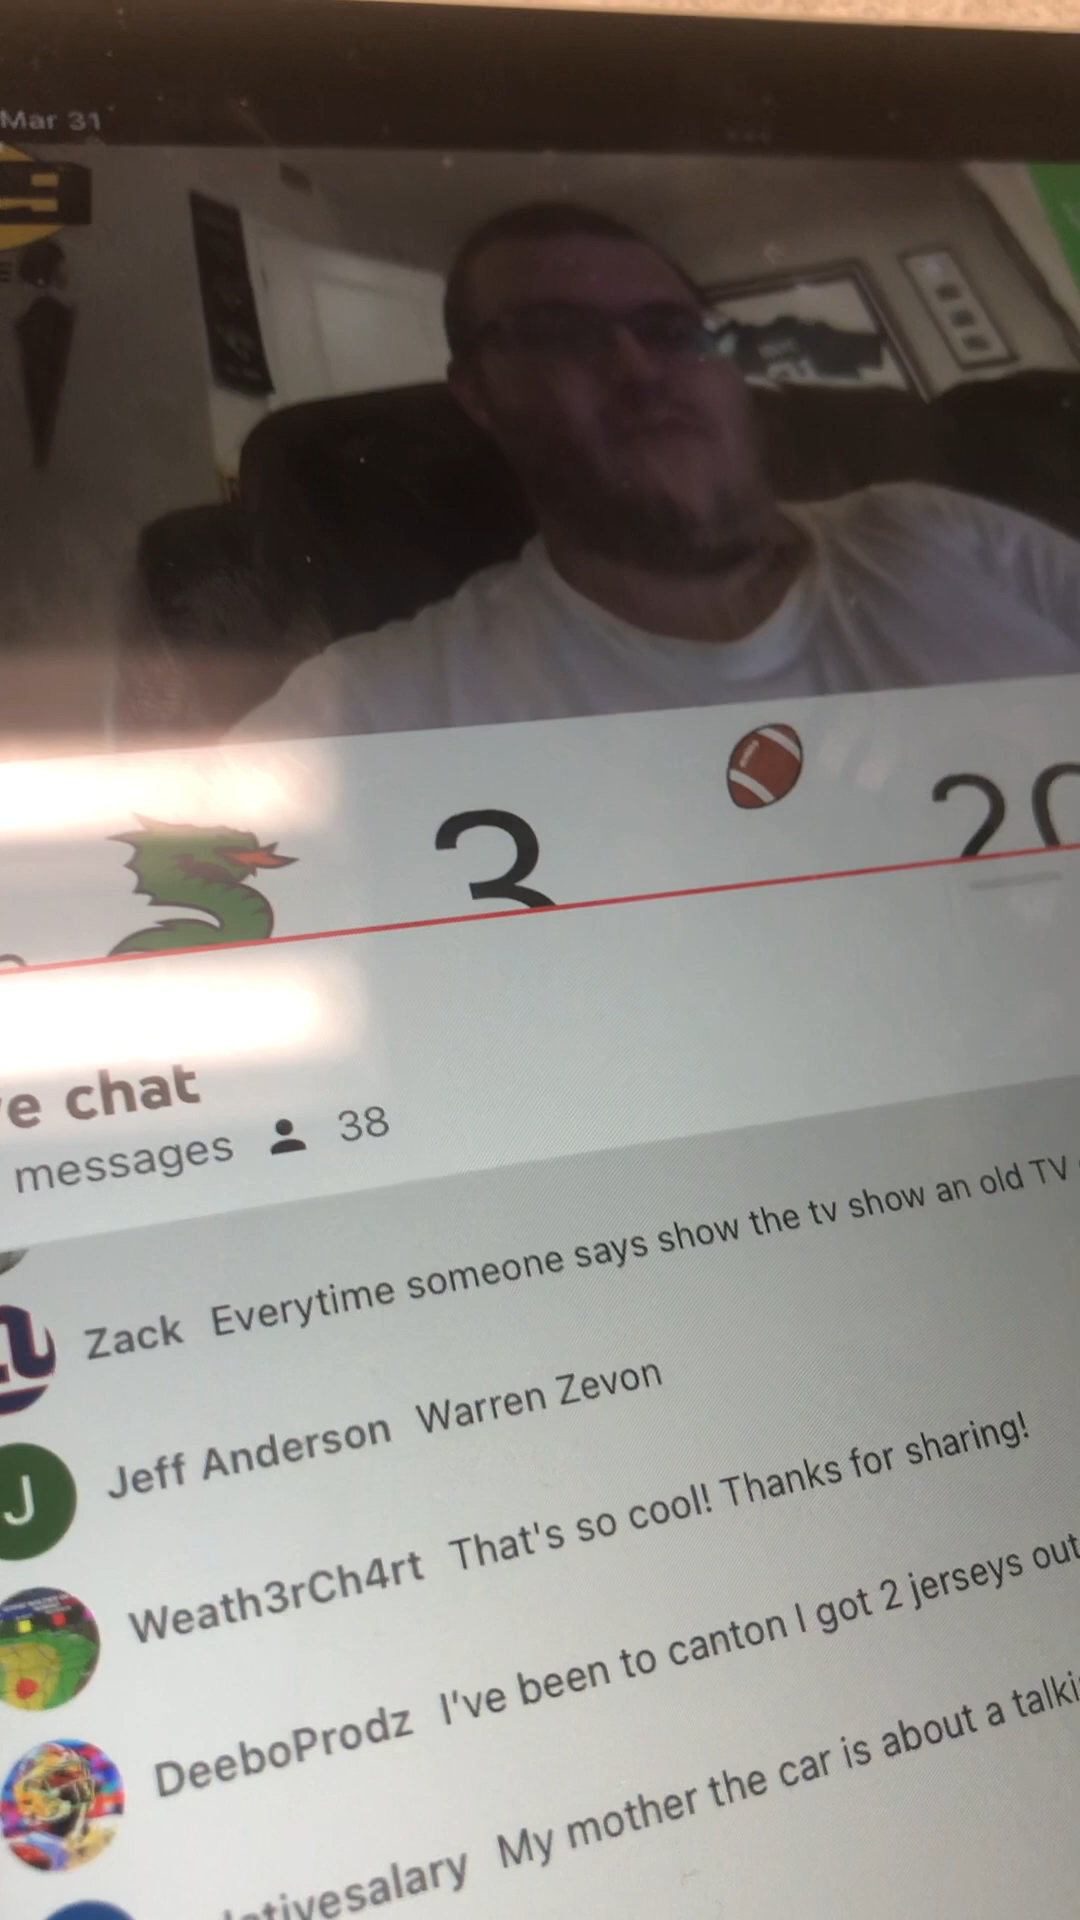 Mar 31
3
20
e chat
messages 38
Zack Everytime someone says show the tv show an old TV
Jeff Anderson Warren Zevon
J
Weath3rCh4rt That's so cool! Thanks for sharing!
DeeboProdz I've been to canton I got 2 jerseys out
tivesalary My mother the car is about a talki